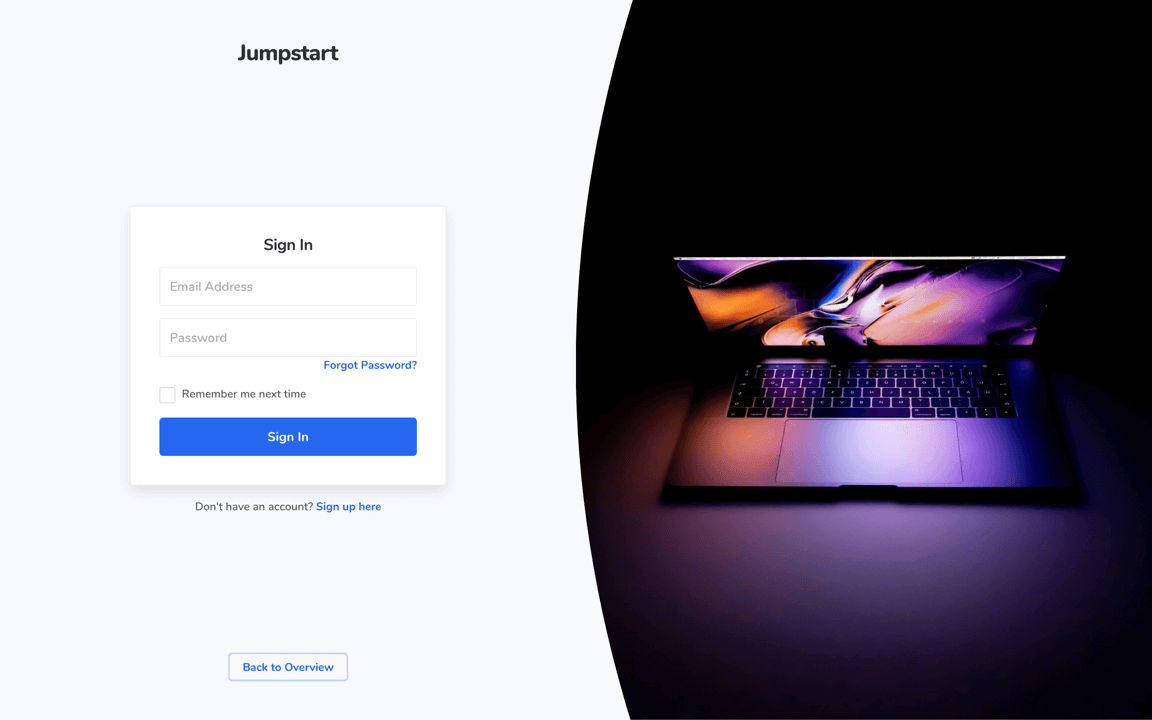 Jumpstart
Sign In
Email Address
Password
Forgot Password?
Remember me next time
Sign In
Don't have an account? Sign up here
Back to Overview